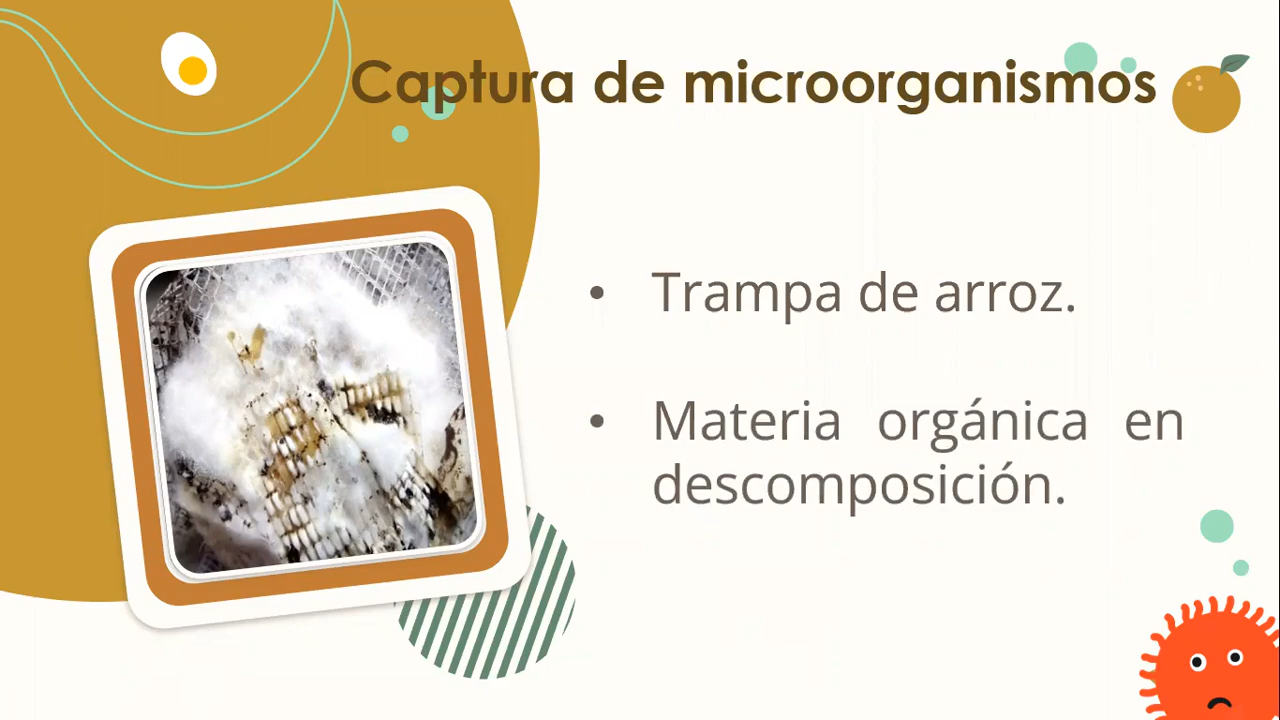 Captura de microorganismos
• Trampa de arroz.
• Materia orgánica en
descomposición.